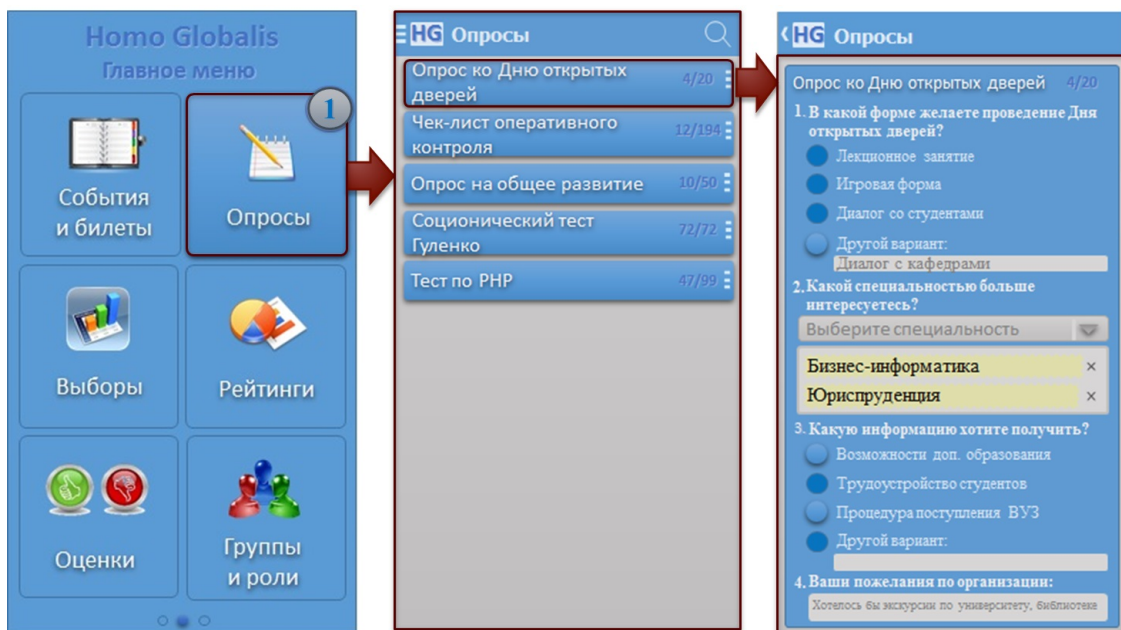 Homo Globalis
Главное меню
1
События
и билеты
Опросы
Выборы
Рейтинги
Оценки
Группы
и роли
HG Опросы
Опрос ко Дню открытых
дверей
4/20
Чек-лист оперативного
контроля
12/194
Опрос на общее развитие
10/50
Соционический тест
Гуленко
72/72
Тест по PHP
47/99
HG Опросы
Опрос ко Дню открытых дверей 4/20
1. В какой форме желаете проведение Дня
открытых дверей?
Лекционное занятие
Игровая форма
Диалог со студентами
Другой вариант:
Диалог с кафедрами
2. Какой специальностью больше
интересуетесь?
Выберите специальность
Бизнес-информатика ×
Юриспруденция ×
3. Какую информацию хотите получить?
Возможности доп. образования
Трудоустройство студентов
Процедура поступления ВУЗ
Другой вариант:
4. Ваши пожелания по организации:
Хотелось бы экскурсии по университету, библиотеке